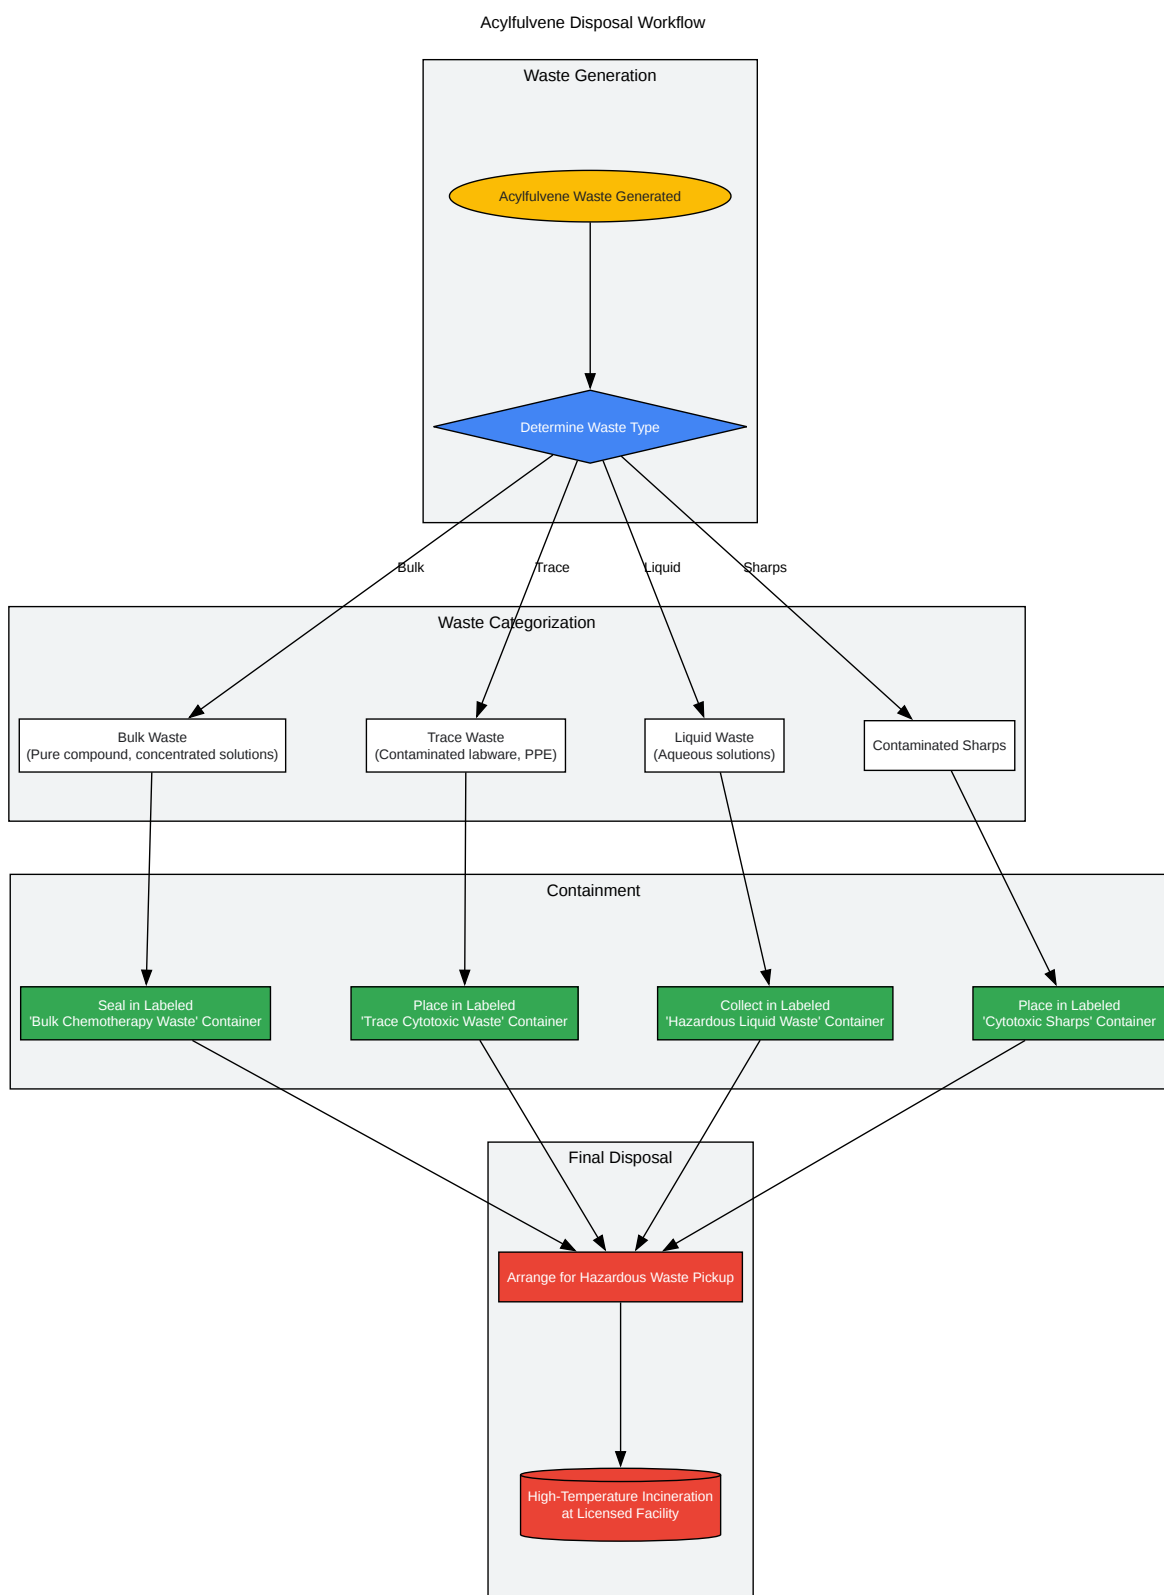 Acylfulvene Disposal Workflow
Waste Generation
Acylfulvene Waste Generated
Determine Waste Type
Bulk
Trace
Liquid
Sharps
Waste Categorization
Bulk Waste
(Pure compound, concentrated solutions)
Trace Waste
(Contaminated labware, PPE)
Liquid Waste
(Aqueous solutions)
Contaminated Sharps
Containment
Seal in Labeled
'Bulk Chemotherapy Waste' Container
Place in Labeled
'Trace Cytotoxic Waste' Container
Collect in Labeled
'Hazardous Liquid Waste' Container
Place in Labeled
'Cytotoxic Sharps' Container
Final Disposal
Arrange for Hazardous Waste Pickup
High-Temperature Incineration
at Licensed Facility